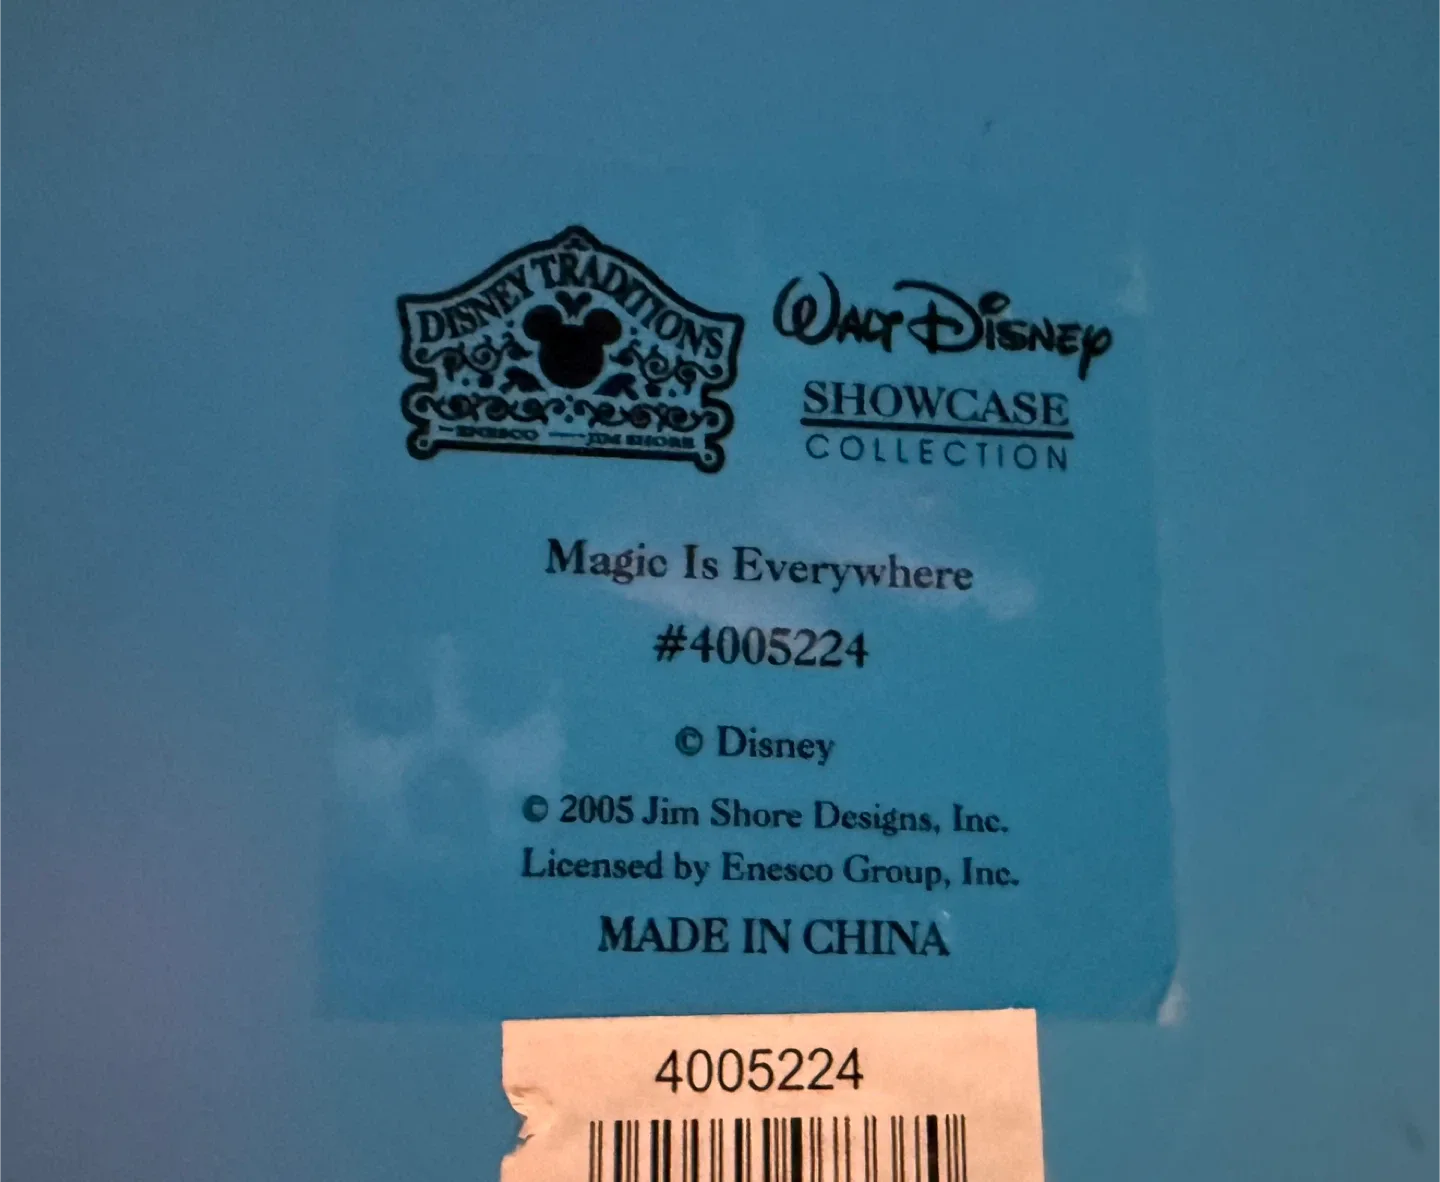 DISNEY TRADITIONS
ENESCO JIM SHORE
WALT DISNEY
SHOWCASE
COLLECTION
Magic Is Everywhere
#4005224
© Disney
© 2005 Jim Shore Designs, Inc.
Licensed by Enesco Group, Inc.
MADE IN CHINA
4005224